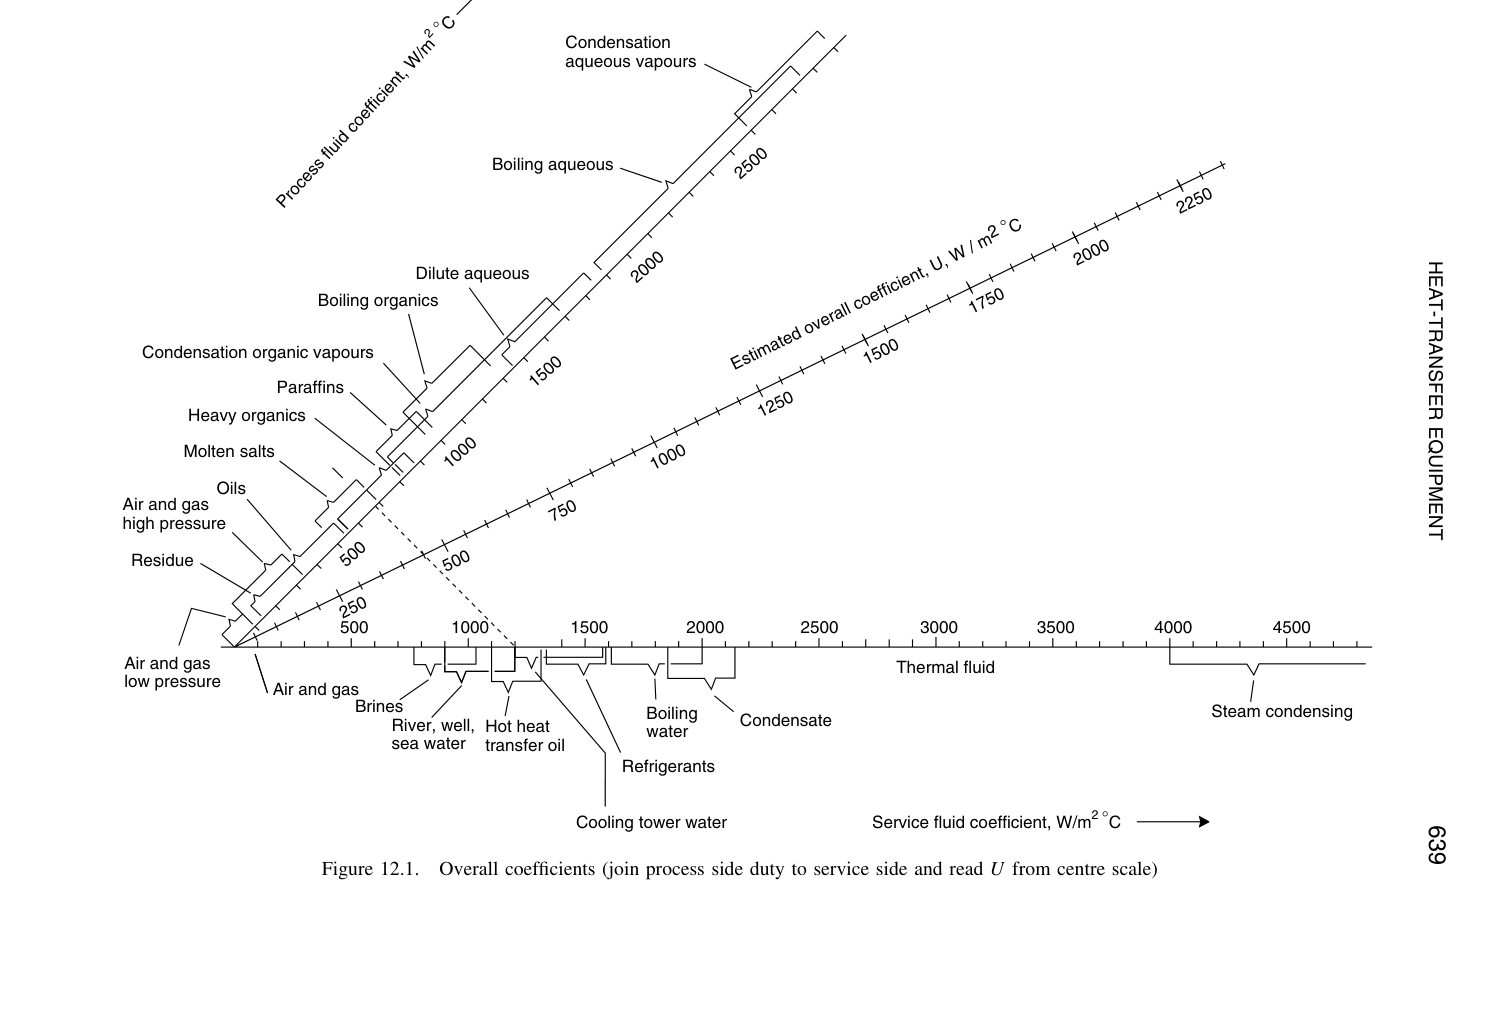 Process fluid coefficient, W/m2 °C
Condensation
aqueous vapours
Boiling aqueous
2500
2250
Estimated overall coefficient, U, W / m2 °C
2000
2000
Dilute aqueous
Boiling organics
1750
Condensation organic vapours
1500
1500
Paraffins
1250
Heavy organics
1000
1000
Molten salts
750
Oils
Air and gas
high pressure
500
500
Residue
250
500
1000
1500
2000
2500
3000
3500
4000
4500
Air and gas
low pressure
Air and gas
Brines
River, well,
sea water
Hot heat
transfer oil
Boiling
water
Condensate
Thermal fluid
Steam condensing
Refrigerants
Cooling tower water
Service fluid coefficient, W/m2 °C
Figure 12.1. Overall coefficients (join process side duty to service side and read U from centre scale)
HEAT-TRANSFER EQUIPMENT
639